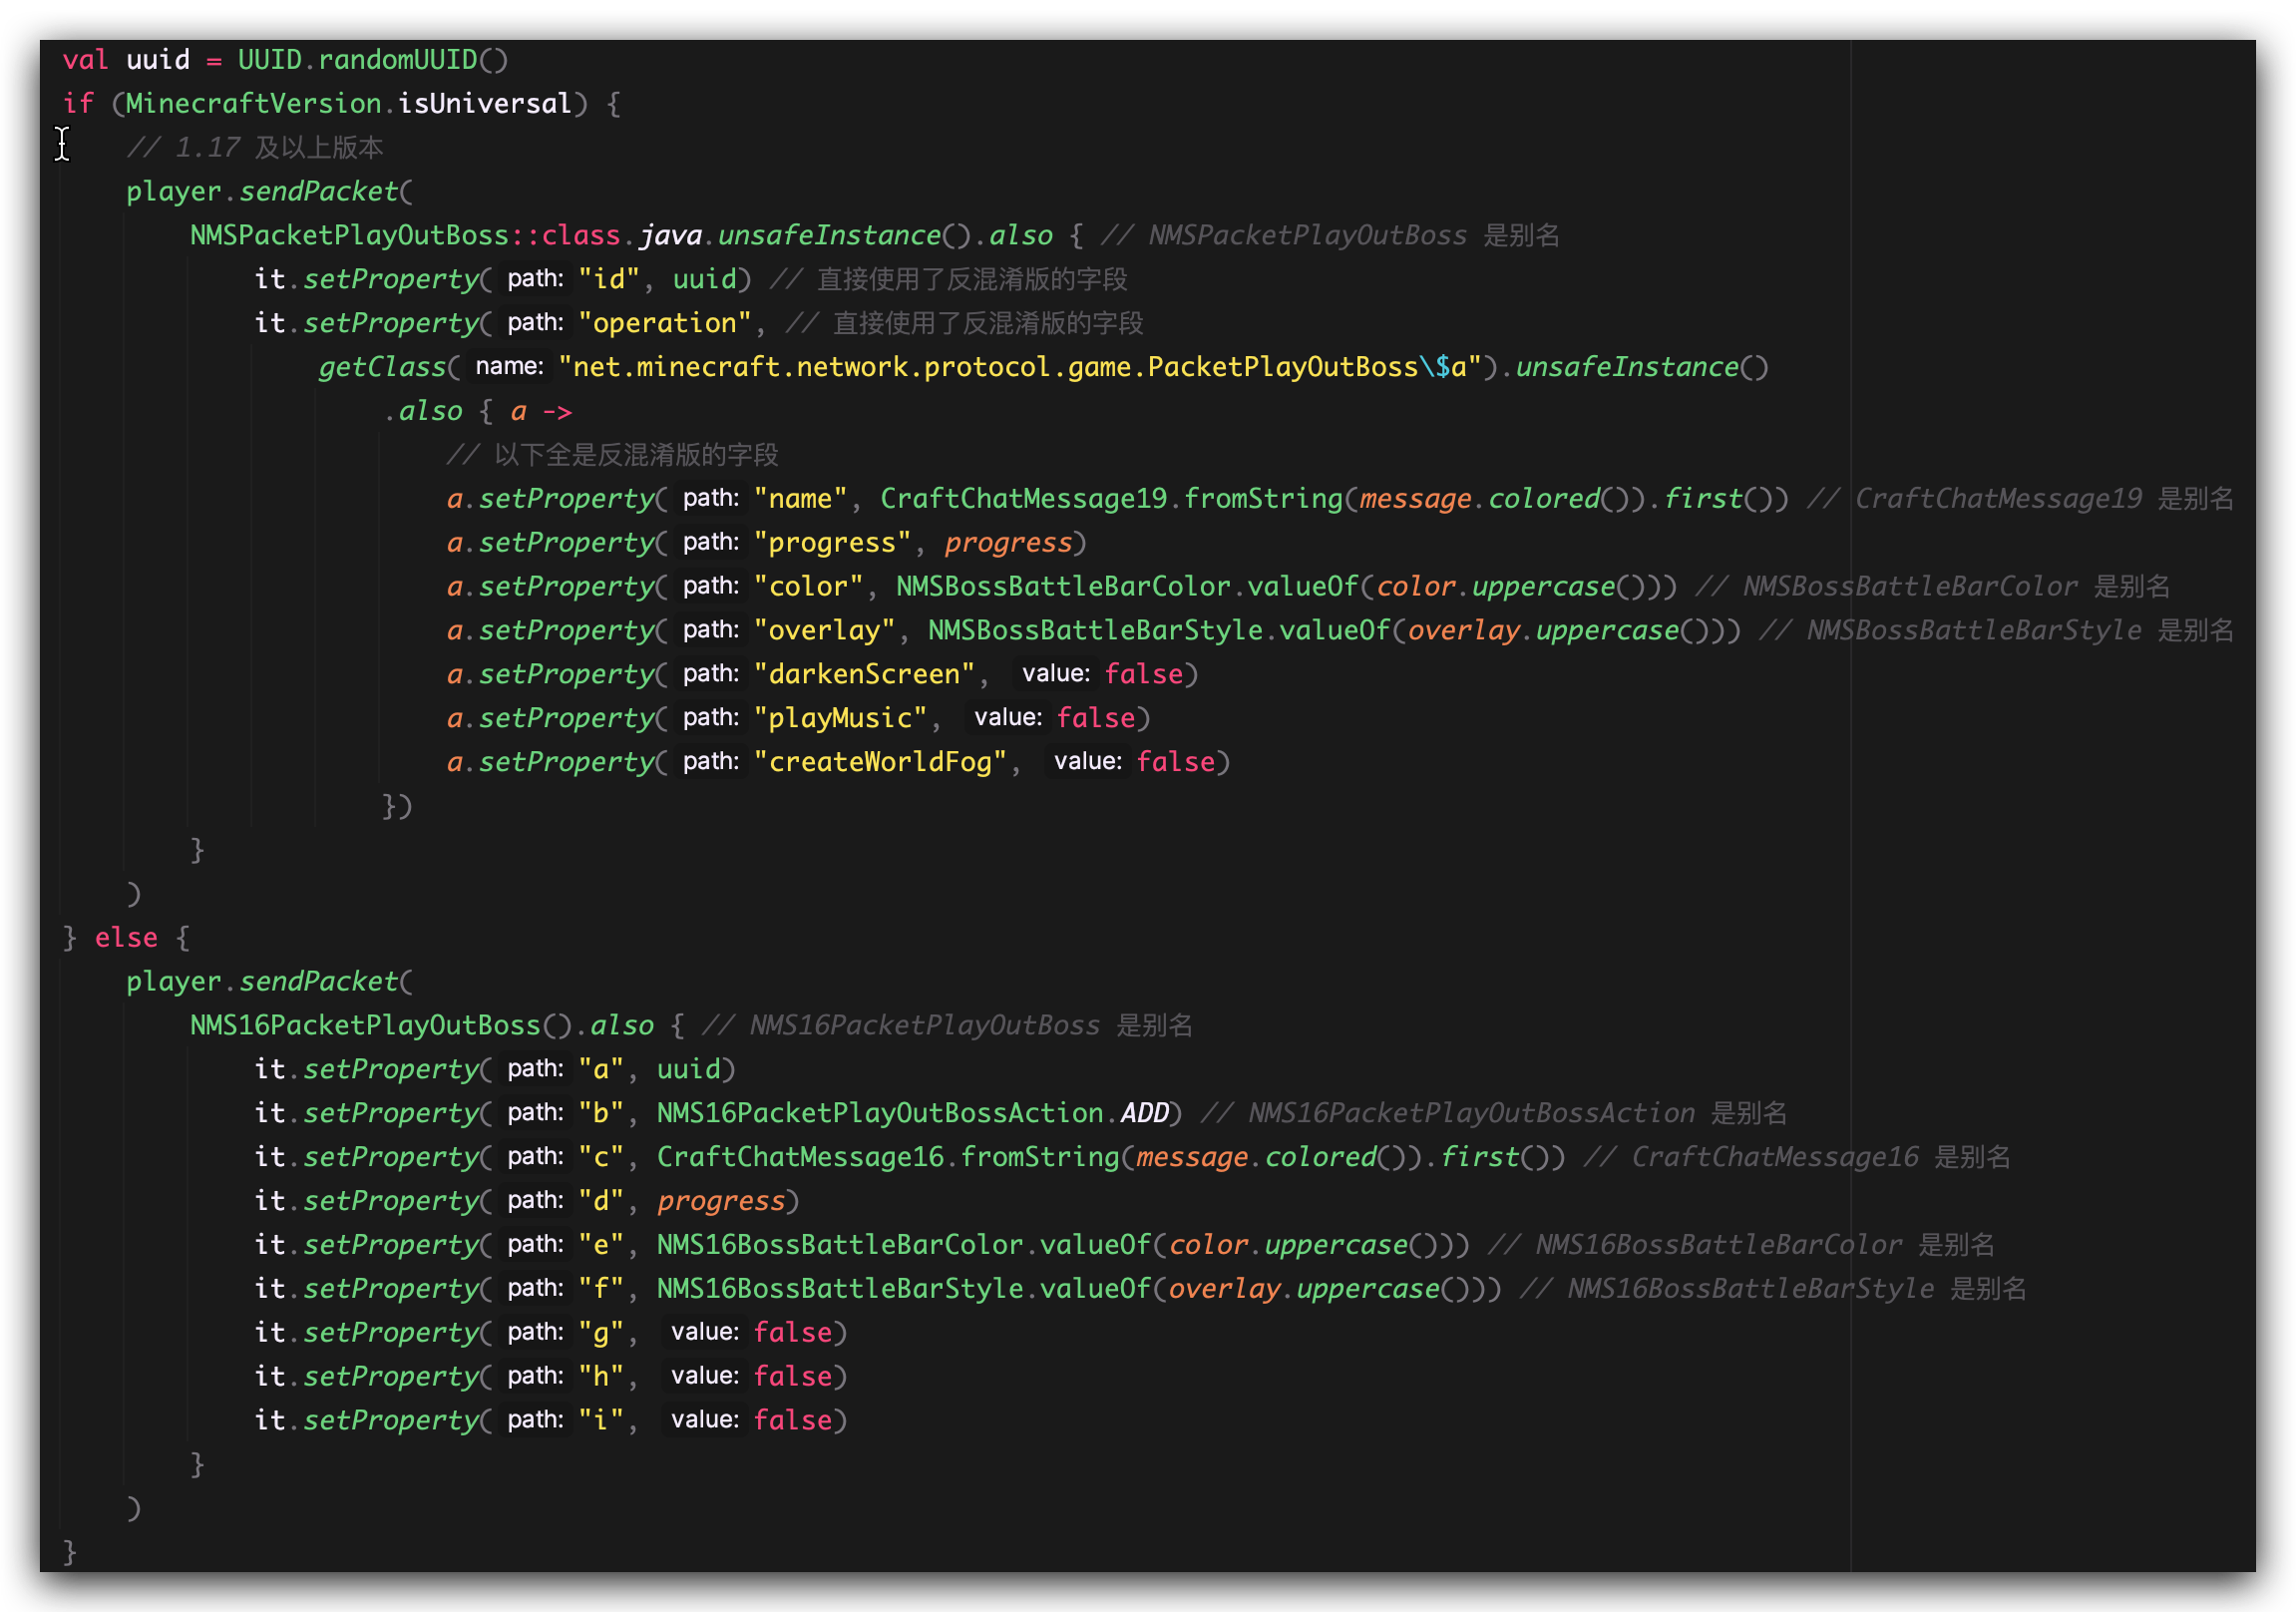 val uuid = UUID.randomUUID()
if (MinecraftVersion.isUniversal) {
// 1.17 及以上版本
player.sendPacket(
NMSPacketPlayOutBoss::class.java.unsafeInstance().also { // NMSPacketPlayOutBoss 是别名
it.setProperty( path: "id", uuid) // 直接使用了反混淆版的字段
it.setProperty( path: "operation", // 直接使用了反混淆版的字段
getClass( name: "net.minecraft.network.protocol.game.PacketPlayOutBoss\$a").unsafeInstance()
.also { a ->
// 以下全是反混淆版的字段
a.setProperty( path: "name", CraftChatMessage19.fromString(message.colored()).first()) // CraftChatMessage19 是别名
a.setProperty( path: "progress", progress)
a.setProperty( path: "color", NMSBossBattleBarColor.valueOf(color.uppercase())) // NMSBossBattleBarColor 是别名
a.setProperty( path: "overlay", NMSBossBattleBarStyle.valueOf(overlay.uppercase())) // NMSBossBattleBarStyle 是别名
a.setProperty( path: "darkenScreen", value: false)
a.setProperty( path: "playMusic", value: false)
a.setProperty( path: "createWorldFog", value: false)
})
}
)
} else {
player.sendPacket(
NMS16PacketPlayOutBoss().also { // NMS16PacketPlayOutBoss 是别名
it.setProperty( path: "a", uuid)
it.setProperty( path: "b", NMS16PacketPlayOutBossAction.ADD) // NMS16PacketPlayOutBossAction 是别名
it.setProperty( path: "c", CraftChatMessage16.fromString(message.colored()).first()) // CraftChatMessage16 是别名
it.setProperty( path: "d", progress)
it.setProperty( path: "e", NMS16BossBattleBarColor.valueOf(color.uppercase())) // NMS16BossBattleBarColor 是别名
it.setProperty( path: "f", NMS16BossBattleBarStyle.valueOf(overlay.uppercase())) // NMS16BossBattleBarStyle 是别名
it.setProperty( path: "g", value: false)
it.setProperty( path: "h", value: false)
it.setProperty( path: "i", value: false)
}
)
}